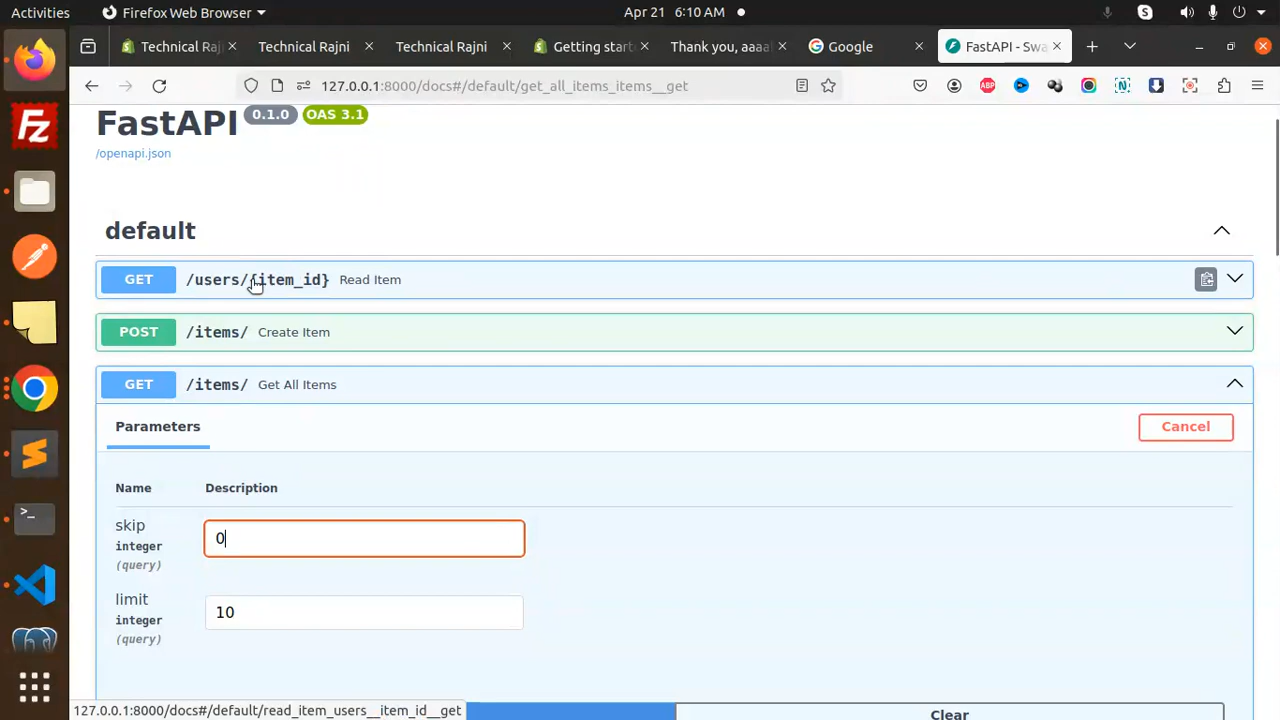 Activities
Firefox Web Browser
Apr 21 6:10 AM
Technical Raj
Technical Rajni
Technical Rajni
Getting start
Thank you, aaaa
Google
FastAPI - Swa
127.0.0.1:8000/docs#/default/get_all_items_items__get
ABP
FastAPI
0.1.0
OAS 3.1
/openapi.json
default
GET /users/{item_id} Read Item
POST /items/ Create Item
GET /items/ Get All Items
Parameters
Cancel
Name Description
skip
integer
(query)
0
limit
integer
(query)
10
Clear
127.0.0.1:8000/docs#/default/read_item_users__item_id__get